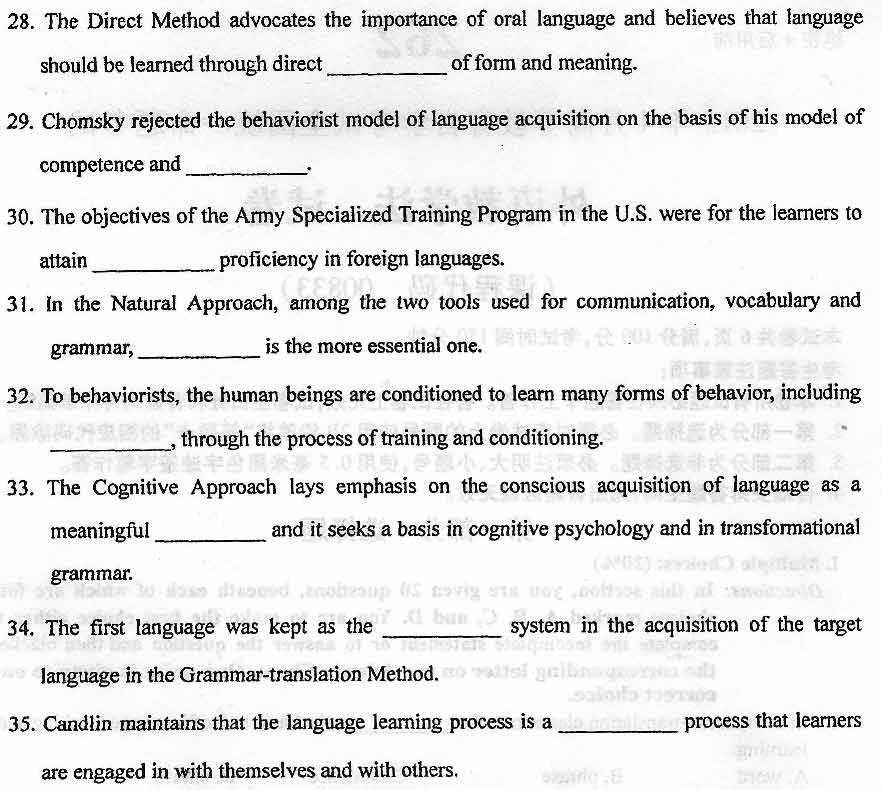 28. The Direct Method advocates the importance of oral language and believes that language
should be learned through direct __________ of form and meaning.
29. Chomsky rejected the behaviorist model of language acquisition on the basis of his model of
competence and __________.
30. The objectives of the Army Specialized Training Program in the U.S. were for the learners to
attain __________ proficiency in foreign languages.
31. In the Natural Approach, among the two tools used for communication, vocabulary and
grammar, __________ is the more essential one.
32. To behaviorists, the human beings are conditioned to learn many forms of behavior, including
__________, through the process of training and conditioning.
33. The Cognitive Approach lays emphasis on the conscious acquisition of language as a
meaningful __________ and it seeks a basis in cognitive psychology and in transformational
grammar.
34. The first language was kept as the __________ system in the acquisition of the target
language in the Grammar-translation Method.
35. Candlin maintains that the language learning process is a __________ process that learners
are engaged in with themselves and with others.